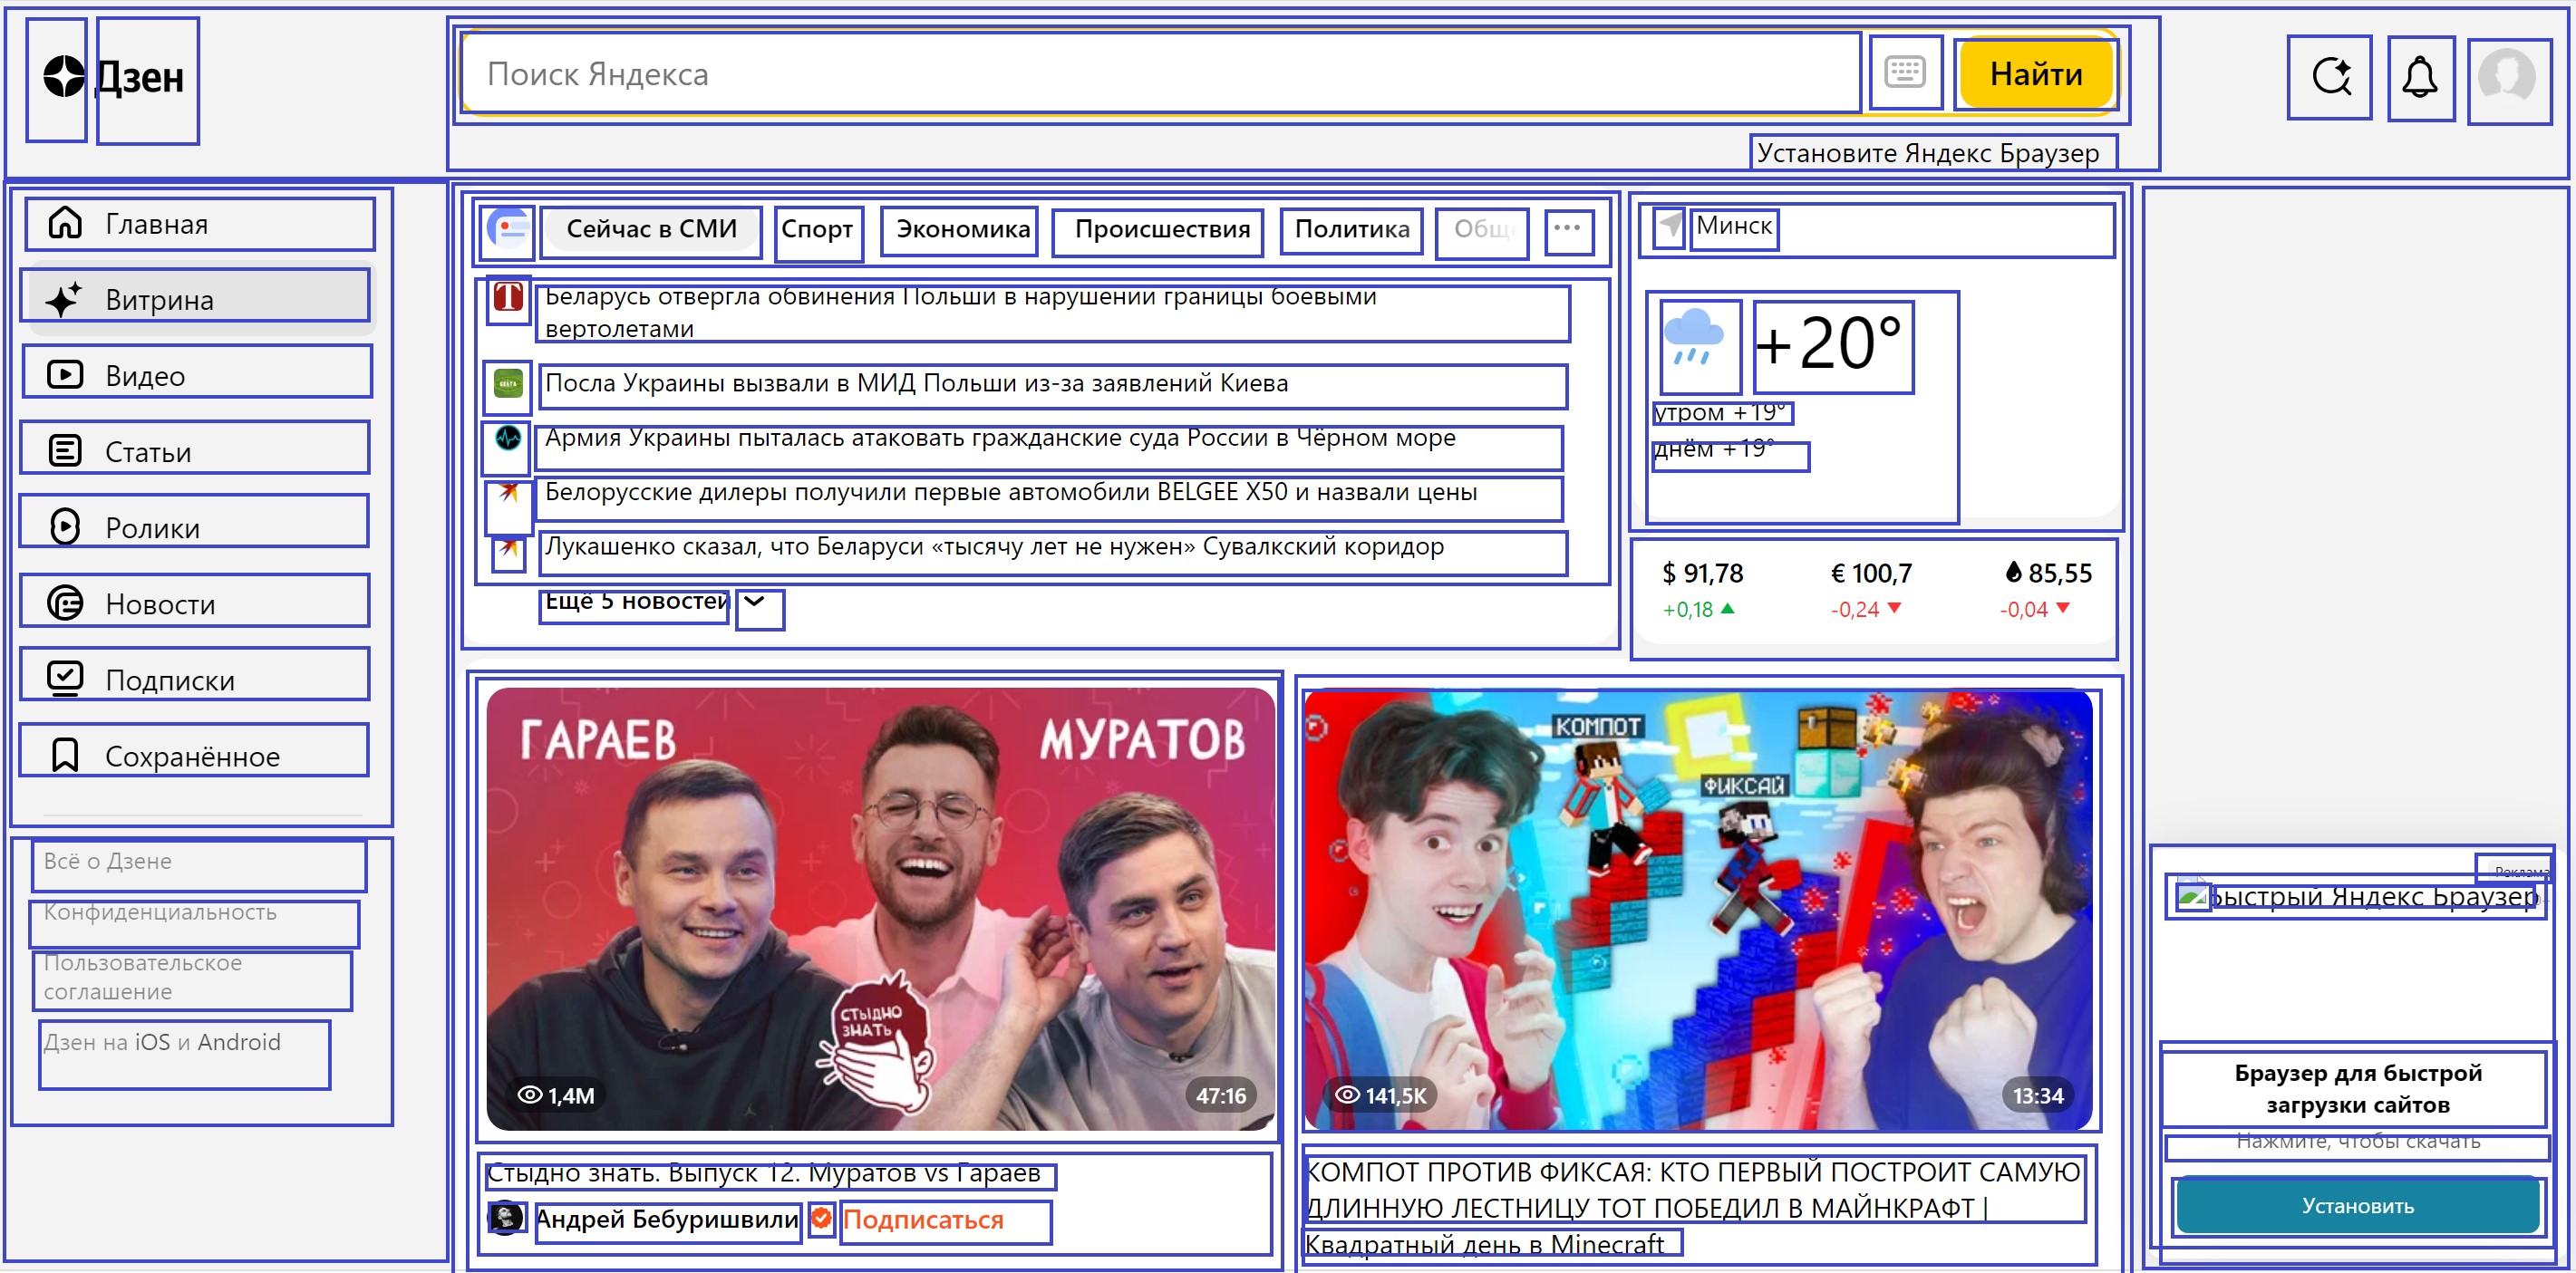 Дзен
Поиск Яндекса
Найти
Установите Яндекс Браузер
Главная
Витрина
Видео
Статьи
Ролики
Новости
Подписки
Сохранённое
Всё о Дзене
Конфиденциальность
Пользовательское
соглашение
Дзен на iOS и Android
Сейчас в СМИ Спорт Экономика Происшествия Политика Обще
Беларусь отвергла обвинения Польши в нарушении границы боевыми
вертолетами
Посла Украины вызвали в МИД Польши из-за заявлений Киева
Армия Украины пыталась атаковать гражданские суда России в Чёрном море
Белорусские дилеры получили первые автомобили BELGEE X50 и назвали цены
Лукашенко сказал, что Беларуси «тысячу лет не нужен» Сувалкский коридор
Ещё 5 новостей
Минск
+20°
утром +19°
днём +19°
$ 91,78 € 100,7 85,55
+0,18 -0,24 -0,04
ГАРАЕВ МУРАТОВ
СТЫДНО
ЗНАТЬ
1,4M 47:16
Стыдно знать. Выпуск 12. Муратов vs Гараев
Андрей Бебуришвили Подписаться
КОМПОТ
ФИКСАЙ
141,5K 13:34
КОМПОТ ПРОТИВ ФИКСАЯ: КТО ПЕРВЫЙ ПОСТРОИТ САМУЮ
ДЛИННУЮ ЛЕСТНИЦУ ТОТ ПОБЕДИЛ В МАЙНКРАФТ |
Квадратный день в Minecraft
Реклама
Быстрый Яндекс Браузер
Браузер для быстрой
загрузки сайтов
Нажмите, чтобы скачать
Установить